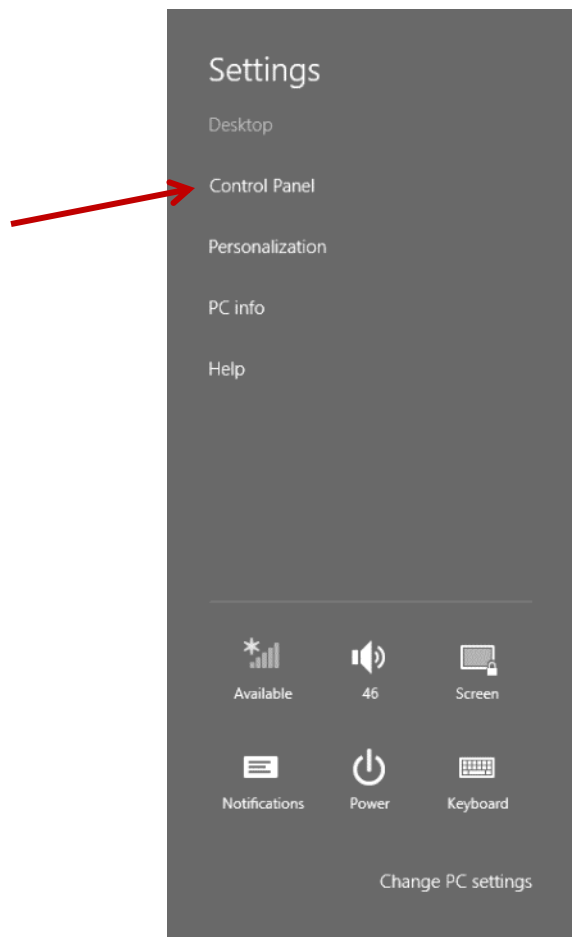 Settings
Desktop
Control Panel
Personalization
PC info
Help
Available 46 Screen
Notifications Power Keyboard
Change PC settings